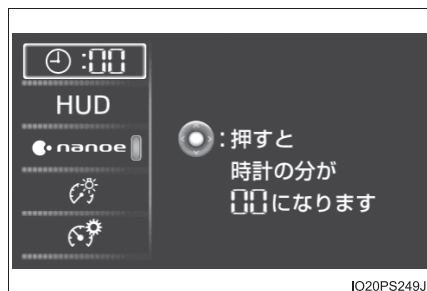 :00
HUD
nanoe
:押すと
時計の分が
00になります
IO20PS249J